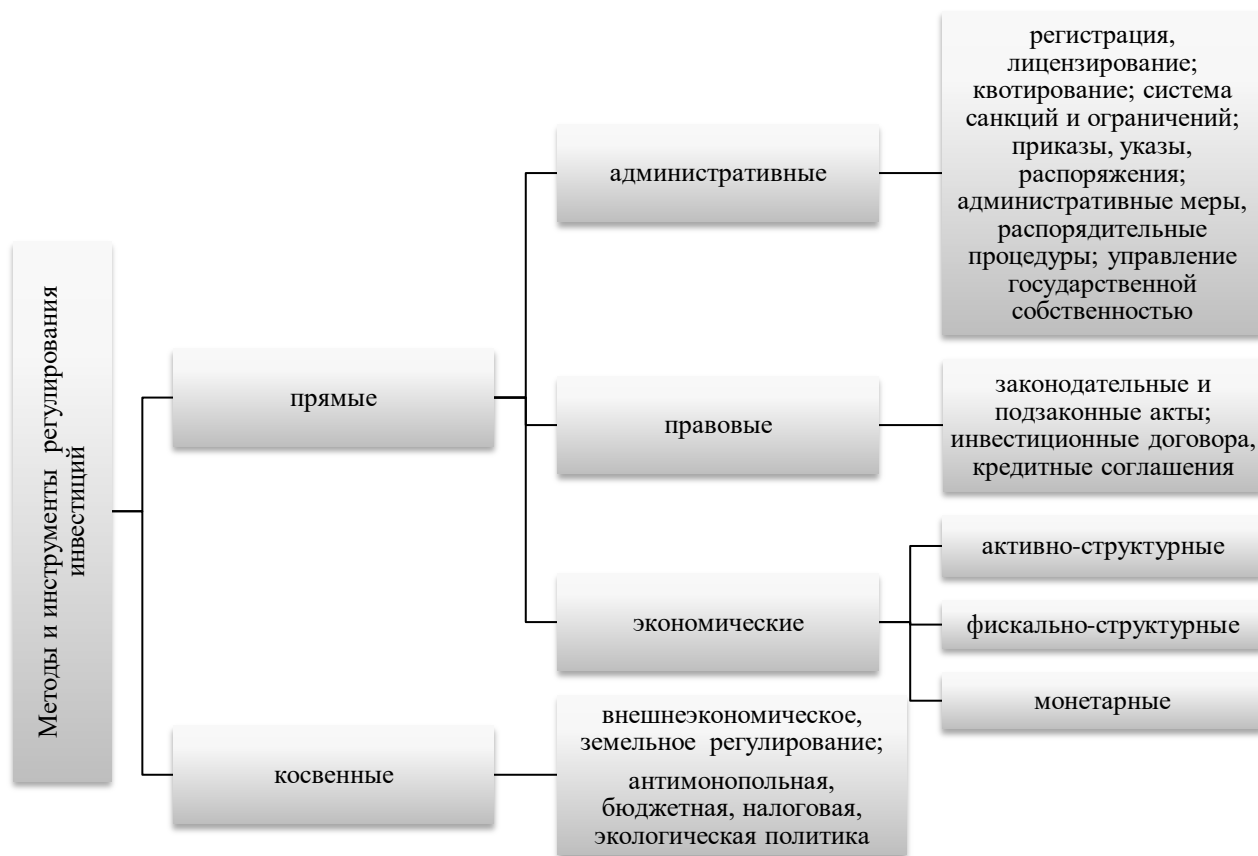 Методы и инструменты регулирования
инвестиций
прямые
административные
регистрация,
лицензирование;
квотирование; система
санкций и ограничений;
приказы, указы,
распоряжения;
административные меры,
распорядительные
процедуры; управление
государственной
собственностью
правовые
законодательные и
подзаконные акты;
инвестиционные договора,
кредитные соглашения
экономические
активно-структурные
фискально-структурные
монетарные
косвенные
внешнеэкономическое,
земельное регулирование;
антимонопольная,
бюджетная, налоговая,
экологическая политика